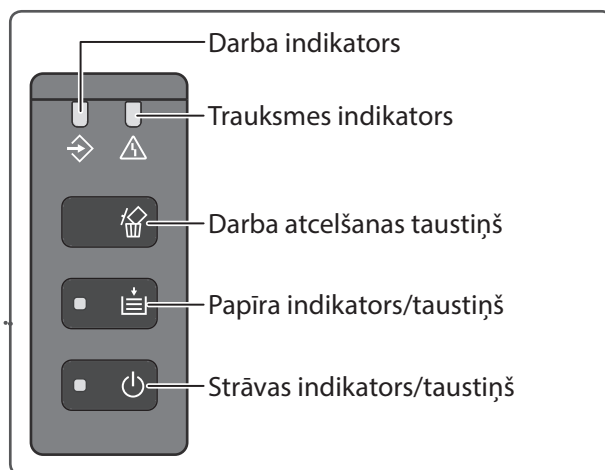 Darba indikators
Trauksmes indikators
Darba atcelšanas taustiņš
Papīra indikators/taustiņš
Strāvas indikators/taustiņš